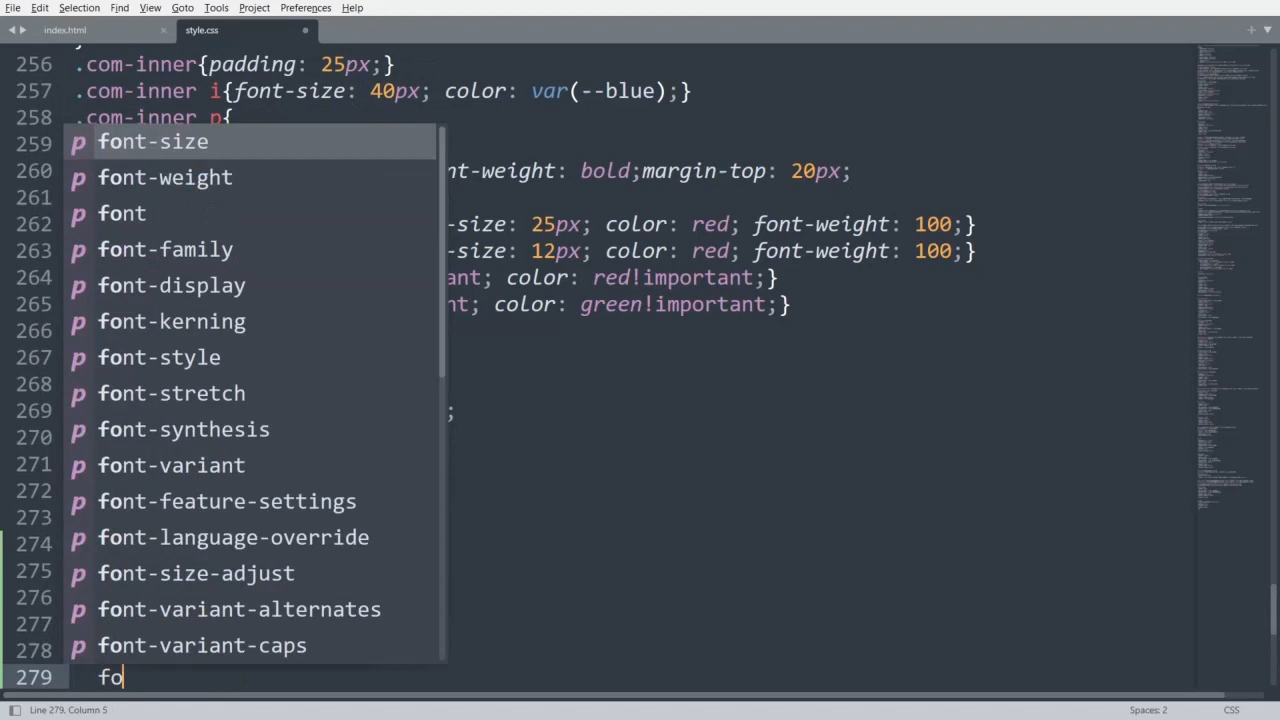 File Edit Selection Find View Goto Tools Project Preferences Help
index.html × style.css
256 .com-inner{padding: 25px;}
257 .com-inner i{font-size: 40px; color: var(--blue);}
258 .com-inner p{
259 p font-size
260 p font-weight nt-weight: bold;margin-top: 20px;
261 p font
262 -size 25px; color: red; font-weight: 100;}
263 p font-family -size 12px; color: red; font-weight: 100;}
264 p font-display ant; color: red!important;}
265 nt; color: green!important;}
266 p font-kerning
267 p font-style
268 p font-stretch
269 ;
270 p font-synthesis
271 p font-variant
272 p font-feature-settings
273
274 p font-language-override
275 p font-size-adjust
276
277 p font-variant-alternates
278 p font-variant-caps
279 fo
Line 279, Column 5 Spaces: 2 CSS